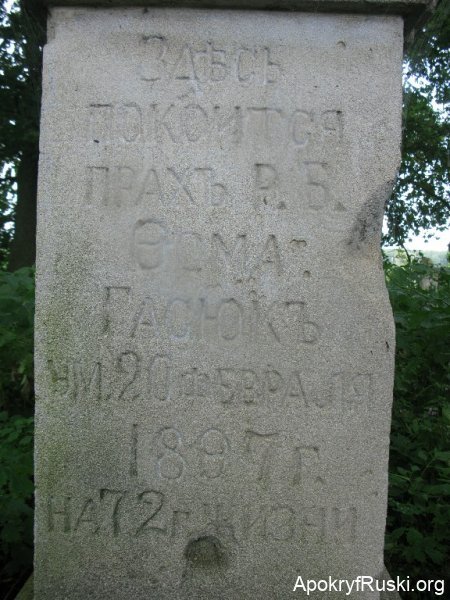 Здѣсь
покоится
прахъ Р. Б.
Ѳома
Гасюкъ
ум. 20 февраля
1897 г.
на 72 г. жизни
ApokryfRuski.org